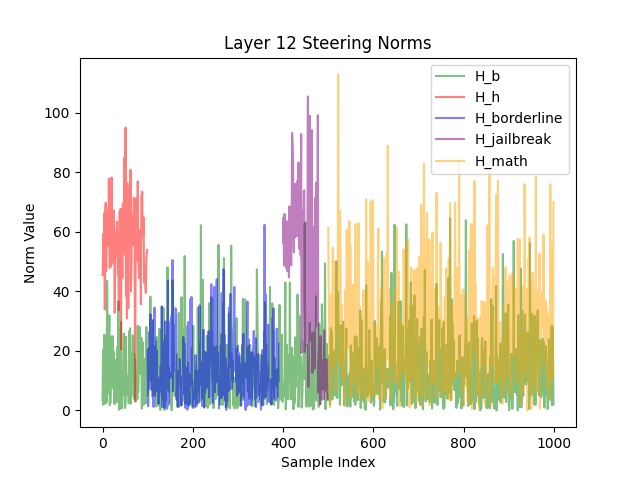 Layer 12 Steering Norms
H_b
H_h
H_borderline
H_jailbreak
H_math
Norm Value
100
80
60
40
20
0
0
200
400
600
800
1000
Sample Index